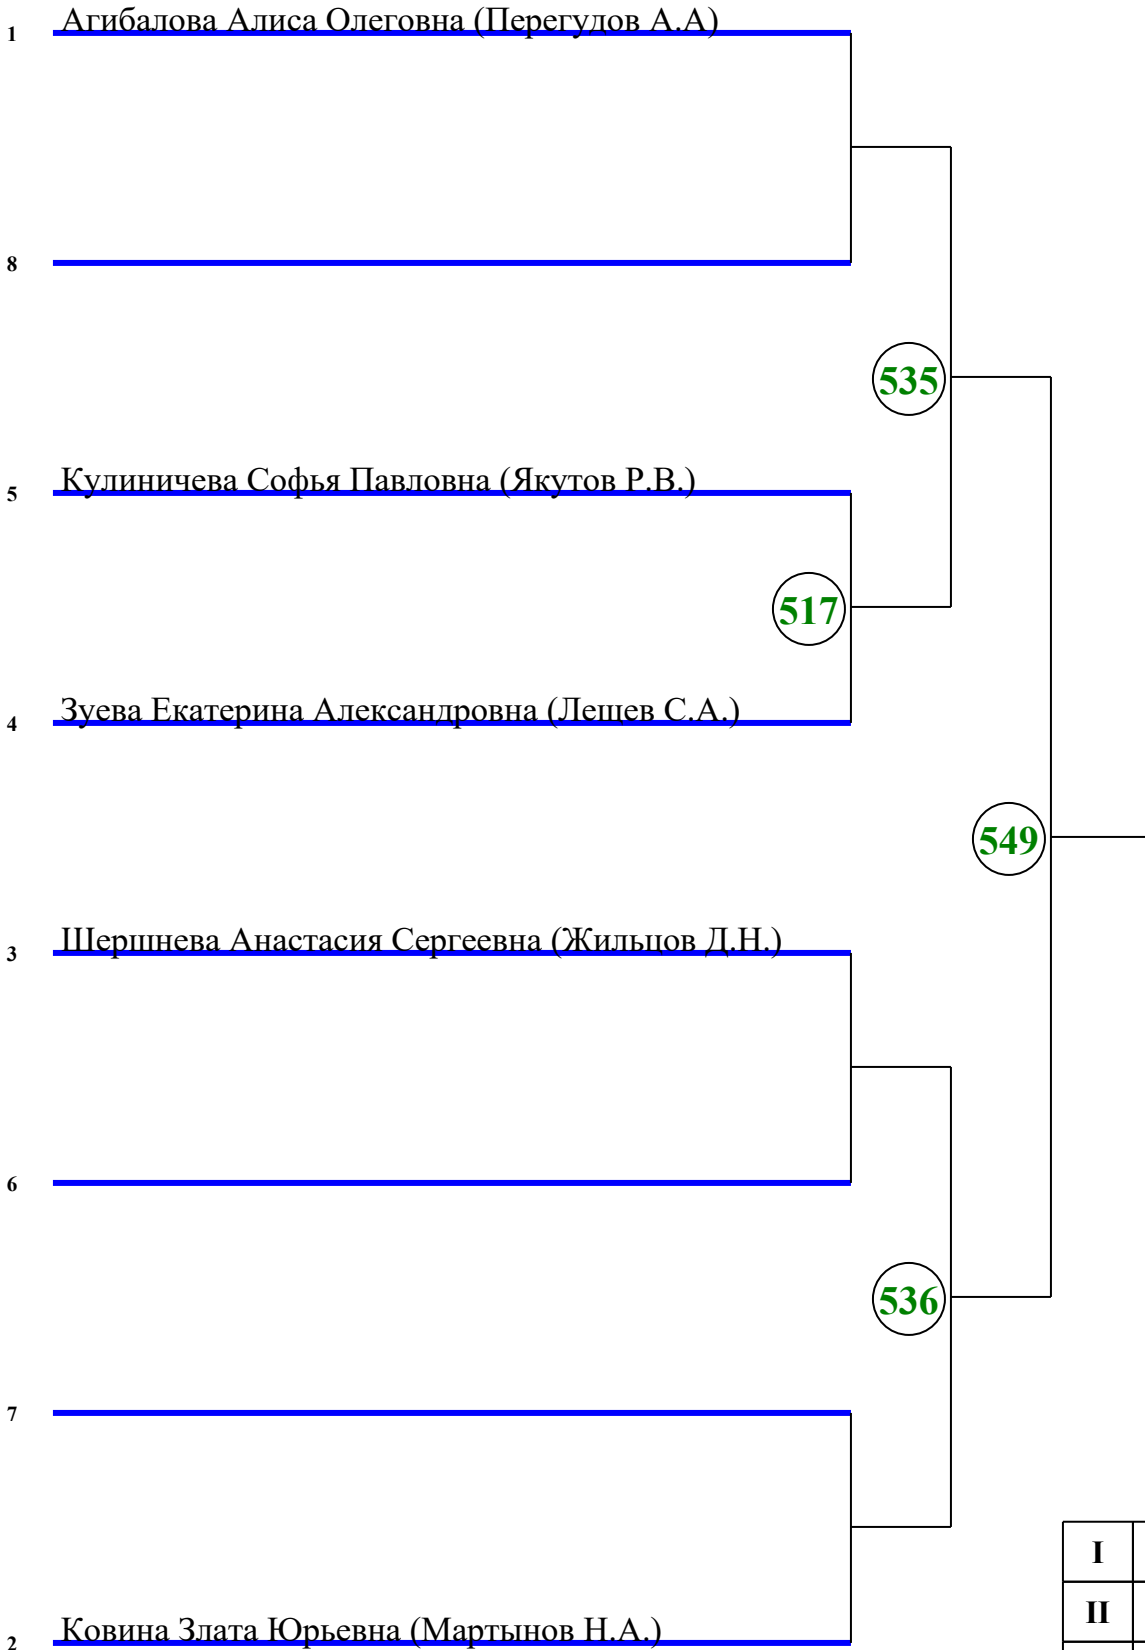 1 Агибалова Алиса Олеговна (Перегудов А.А)
8
535
5 Кулиничева Софья Павловна (Якутов Р.В.)
517
4 Зуева Екатерина Александровна (Лещев С.А.)
549
3 Шершнева Анастасия Сергеевна (Жильцов Д.Н.)
6
536
7
I
II
2 Ковина Злата Юрьевна (Мартынов Н.А.)